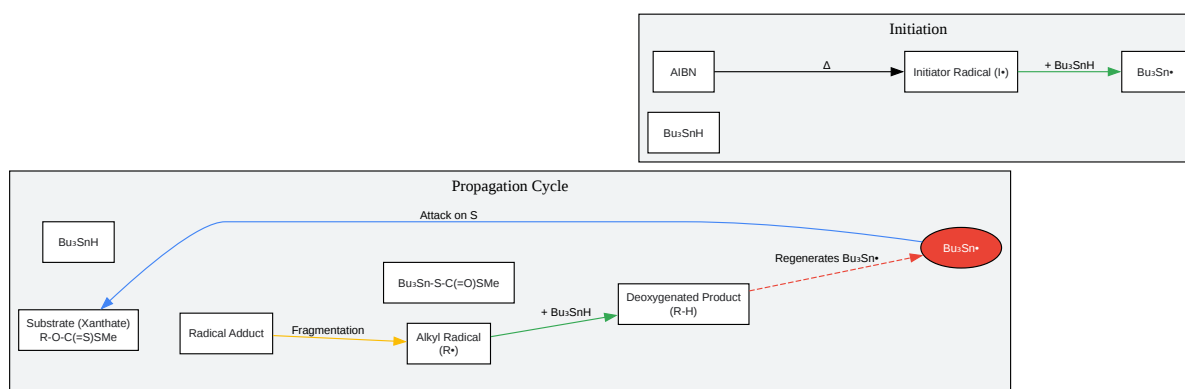 Initiation
AIBN
Δ
Initiator Radical (I•)
+ Bu₃SnH
Bu₃Sn•
Bu₃SnH
Propagation Cycle
Attack on S
Bu₃SnH
Bu₃Sn•
Regenerates Bu₃Sn•
Bu₃Sn-S-C(=O)SMe
Deoxygenated Product
(R-H)
+ Bu₃SnH
Substrate (Xanthate)
R-O-C(=S)SMe
Radical Adduct
Fragmentation
Alkyl Radical
(R•)